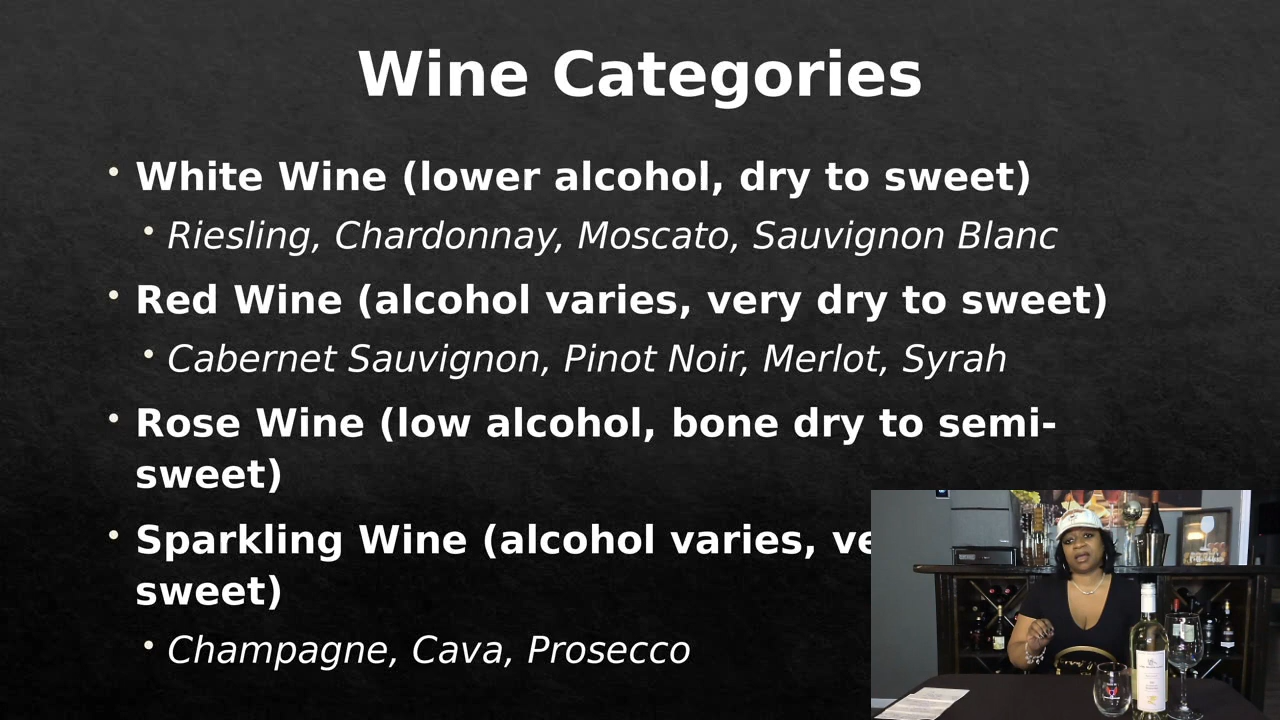 Wine Categories
White Wine (lower alcohol, dry to sweet)
Riesling, Chardonnay, Moscato, Sauvignon Blanc
Red Wine (alcohol varies, very dry to sweet)
Cabernet Sauvignon, Pinot Noir, Merlot, Syrah
Rose Wine (low alcohol, bone dry to semi-
sweet)
Sparkling Wine (alcohol varies, ve
sweet)
Champagne, Cava, Prosecco